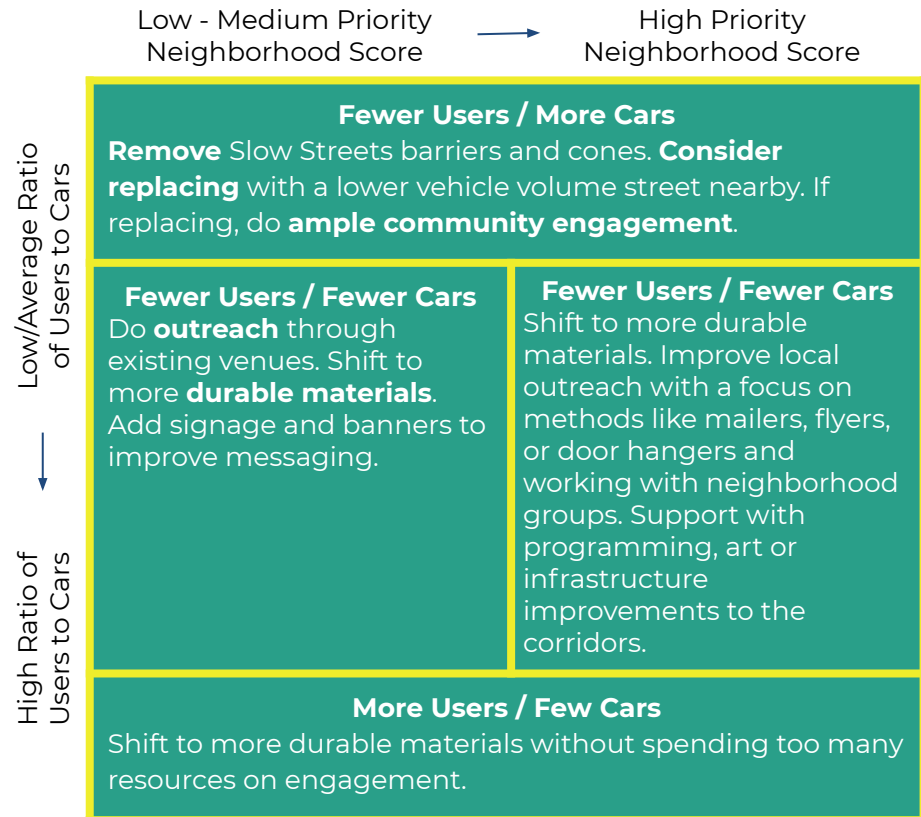 Low - Medium Priority
Neighborhood Score
High Priority
Neighborhood Score
Low/Average Ratio
of Users to Cars
High Ratio of
Users to Cars
Fewer Users / More Cars
Remove Slow Streets barriers and cones. Consider
replacing with a lower vehicle volume street nearby. If
replacing, do ample community engagement.
Fewer Users / Fewer Cars
Do outreach through
existing venues. Shift to
more durable materials.
Add signage and banners to
improve messaging.
Fewer Users / Fewer Cars
Shift to more durable
materials. Improve local
outreach with a focus on
methods like mailers, flyers,
or door hangers and
working with neighborhood
groups. Support with
programming, art or
infrastructure
improvements to the
corridors.
More Users / Few Cars
Shift to more durable materials without spending too many
resources on engagement.